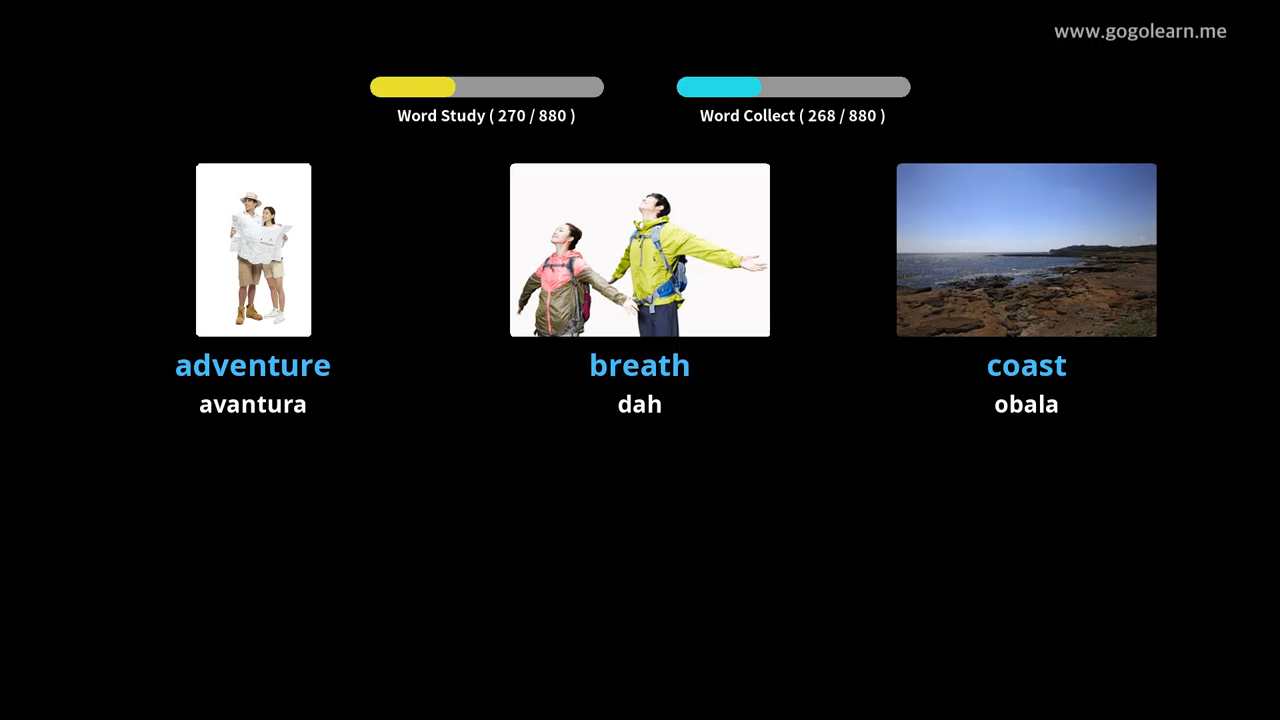 www.gogolearn.me
Word Study ( 270 / 880 )
Word Collect ( 268 / 880 )
adventure
avantura
breath
dah
coast
obala